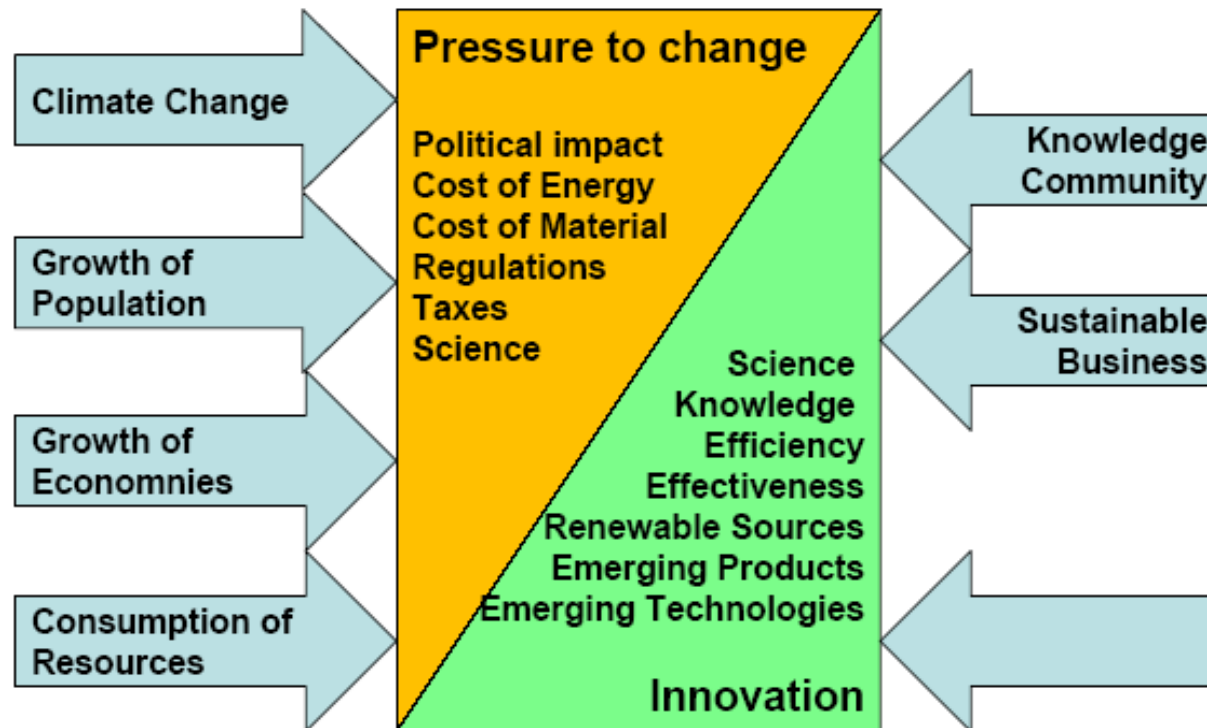 Climate Change
Growth of
Population
Growth of
Economnies
Consumption of
Resources
Pressure to change
Political impact
Cost of Energy
Cost of Material
Regulations
Taxes
Science
Science
Knowledge
Efficiency
Effectiveness
Renewable Sources
Emerging Products
Emerging Technologies
Innovation
Knowledge
Community
Sustainable
Business